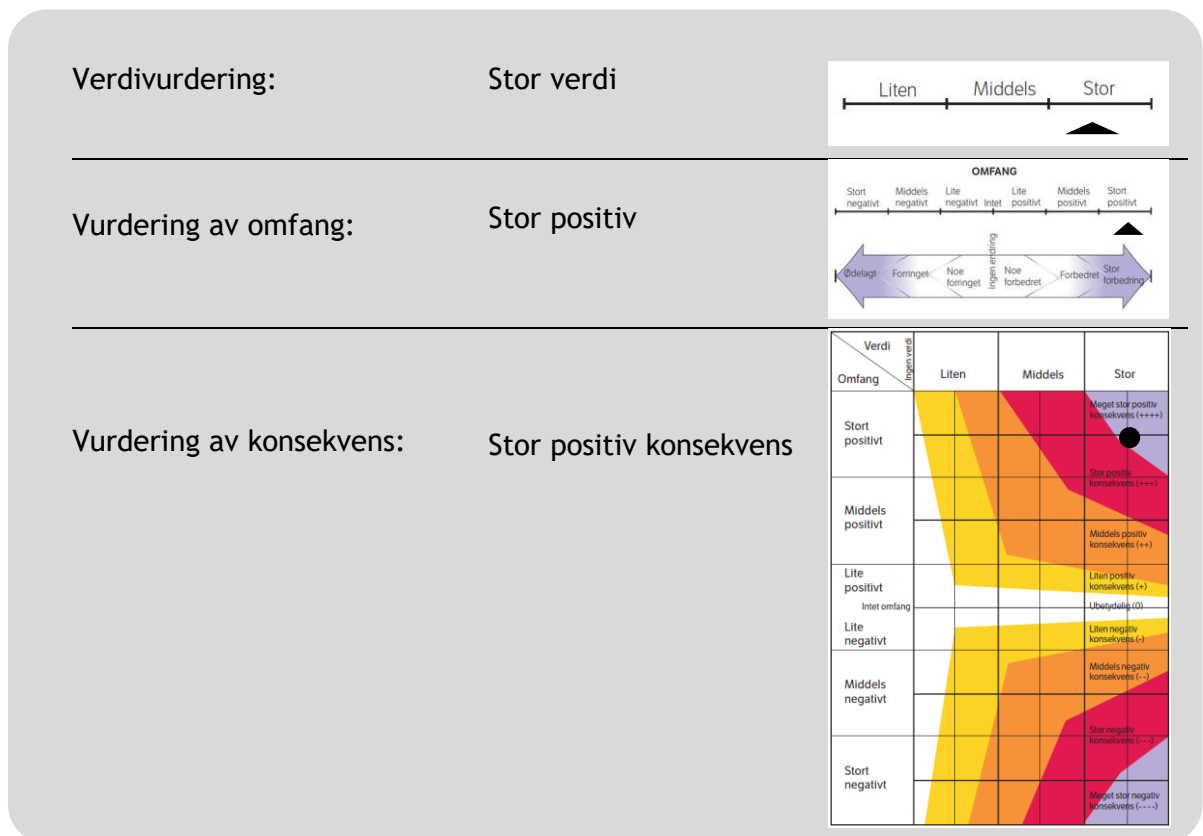 Verdivurdering:
Stor verdi
Liten Middels Stor
Vurdering av omfang:
Stor positiv
OMFANG
Stort negativt
Middels negativt
Lite negativt
Intet
Lite positivt
Middels positivt
Stort positivt
Ødelagt
Forringet
Noe forringet
Ingen endring
Noe forbedret
Forbedret
Stor forbedring
Vurdering av konsekvens:
Stor positiv konsekvens
Verdi
Omfang
Ingen verdi
Liten
Middels
Stor
Stort
positivt
Meget stor positiv
konsekvens (++++)
Stor positiv
konsekvens (+++)
Middels
positivt
Middels positiv
konsekvens (++)
Lite
positivt
Liten positiv
konsekvens (+)
Intet omfang
Ubetydelig (0)
Lite
negativt
Liten negativ
konsekvens (-)
Middels negativ
konsekvens (--)
Middels
negativt
Stor negativ
konsekvens (---)
Stort
negativt
Meget stor negativ
konsekvens (----)